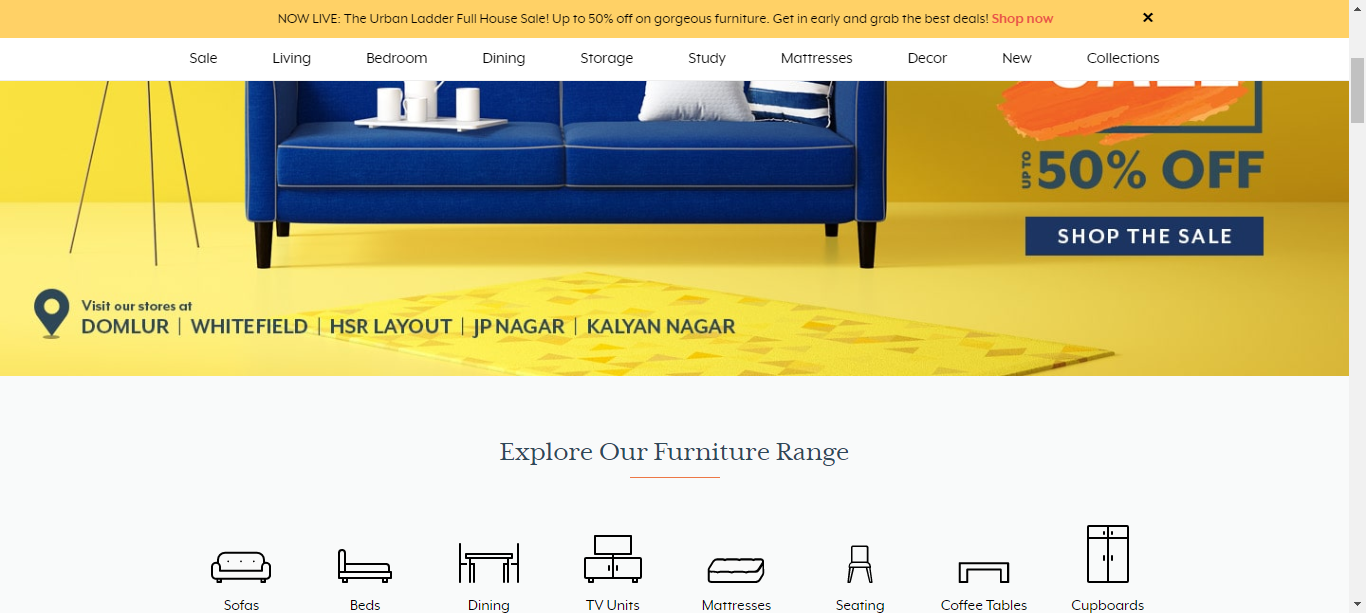 NOW LIVE: The Urban Ladder Full House Sale! Up to 50% off on gorgeous furniture. Get in early and grab the best deals! Shop now
Sale Living Bedroom Dining Storage Study Mattresses Decor New Collections
UP TO 50% OFF
SHOP THE SALE
Visit our stores at
DOMLUR | WHITEFIELD | HSR LAYOUT | JP NAGAR | KALYAN NAGAR
Explore Our Furniture Range
Sofas Beds Dining TV Units Mattresses Seating Coffee Tables Cupboards